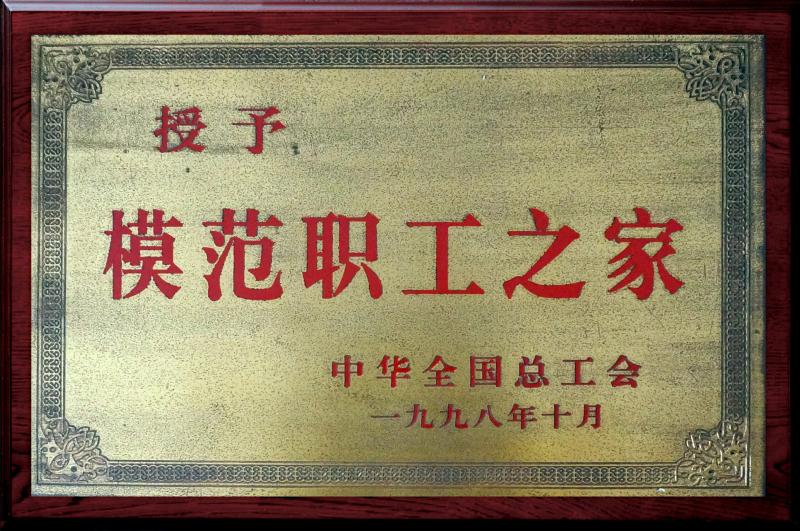 授予
模范职工之家
中华全国总工会
一九九八年十月